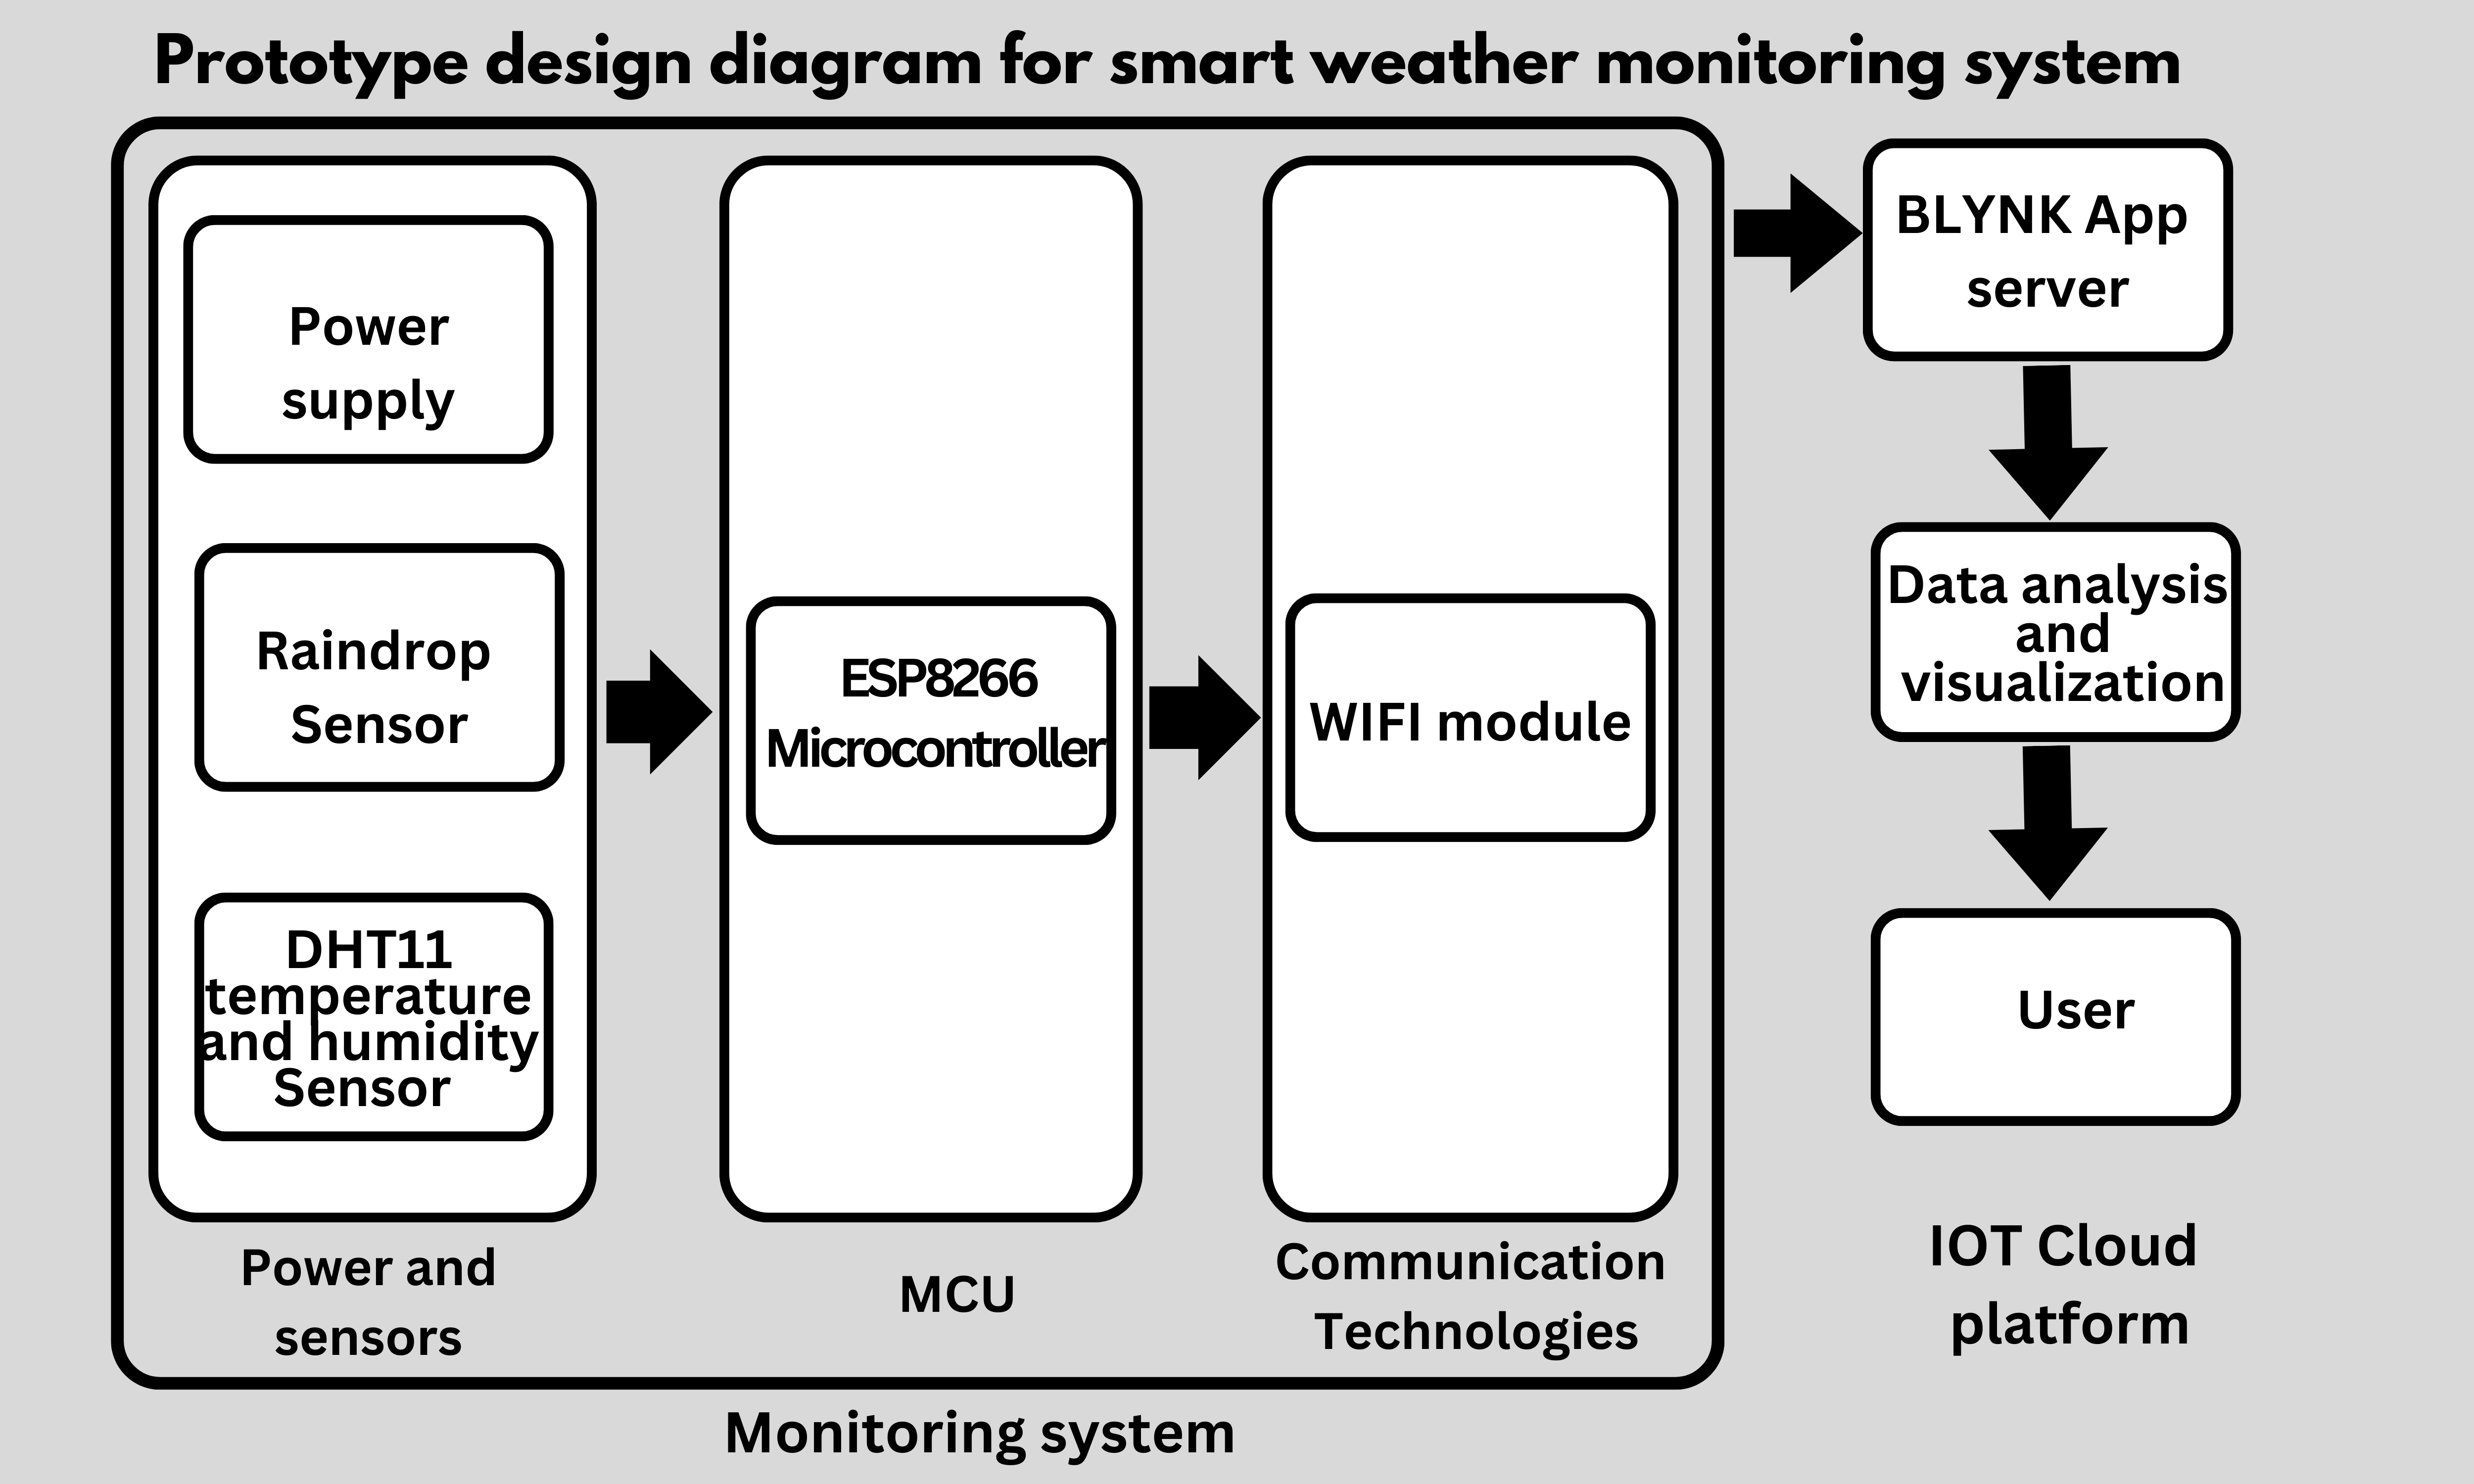 Prototype design diagram for smart weather monitoring system
Power
supply
Raindrop
Sensor
DHT11
temperature
and humidity
Sensor
Power and
sensors
ESP8266
Microcontroller
MCU
WIFI module
Communication
Technologies
Monitoring system
BLYNK App
server
Data analysis
and
visualization
User
IOT Cloud
platform